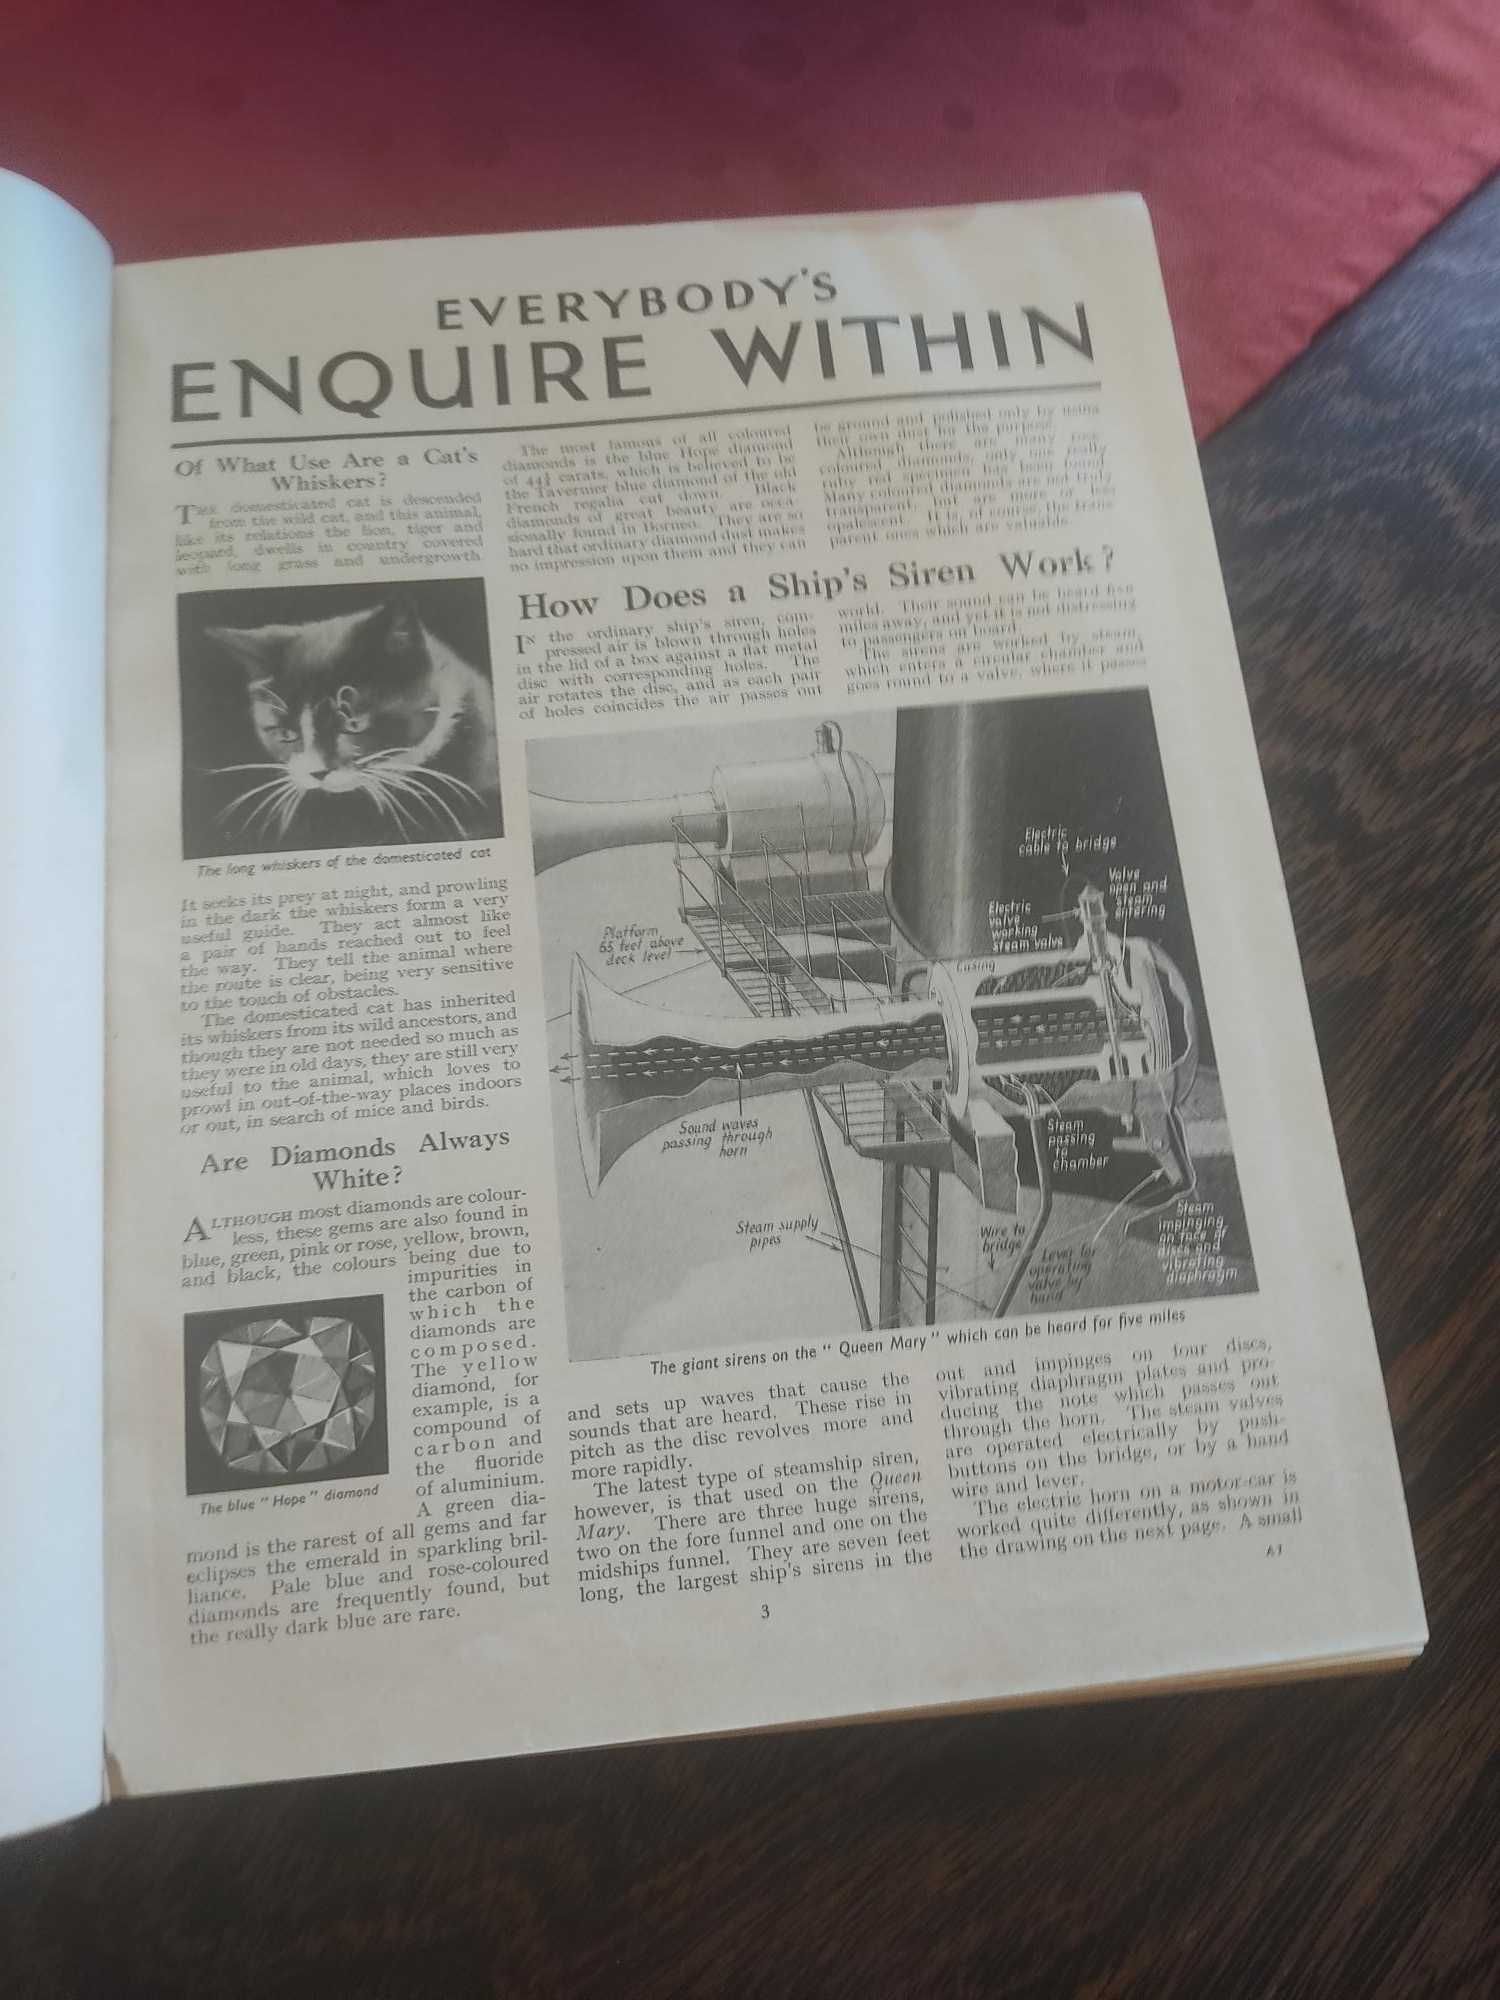 EVERYBODY'S
ENQUIRE WITHIN
Of What Use Are a Cat's
Whiskers?
THE domesticated cat is descended
from the wild cat, and this animal,
like its relations the lion, tiger and
leopard, dwells in country covered
with long grass and undergrowth
The long whiskers of the domesticated cat
It seeks its prey at night, and prowling
in the dark the whiskers form a very
useful guide. They act almost like
a pair of hands reached out to feel
the way. They tell the animal where
the route is clear, being very sensitive
to the touch of obstacles.
The domesticated cat has inherited
its whiskers from its wild ancestors, and
though they are not needed so much as
they were in old days, they are still very
useful to the animal, which loves to
prowl in out-of-the-way places indoors
or out, in search of mice and birds.
Are Diamonds Always
White?
ALTHOUGH most diamonds are colour-
less, these gems are also found in
blue, green, pink or rose, yellow, brown,
and black, the colours being due to
impurities in
the carbon of
which the
diamonds are
composed.
The yellow
diamond, for
example, is a
compound of
carbon and
the fluoride
of aluminium.
A green dia-
The blue "Hope" diamond
mond is the rarest of all gems and far
eclipses the emerald in sparkling bril-
liance. Pale blue and rose-coloured
diamonds are frequently found, but
the really dark blue are rare.
The most famous of all coloured
diamonds is the blue Hope diamond
of 44¼ carats, which is believed to be
the Tavernier blue diamond of the old
French regalia cut down. Black
diamonds of great beauty are occa-
sionally found in Borneo. They are so
hard that ordinary diamond dust makes
no impression upon them and they can
be ground and polished only by using
their own dust for the purpose.
Although there are many rose
coloured diamonds, only one really
ruby red specimen has been found
Many coloured diamonds are not truly
transparent, but are more or less
opalescent. It is, of course, the trans
parent ones which are valuable.
How Does a Ship's Siren Work?
IN the ordinary ship's siren, com-
pressed air is blown through holes
in the lid of a box against a flat metal
disc with corresponding holes. The
air rotates the disc, and as each pair
of holes coincides the air passes out
world. Their sound can be heard five
miles away, and yet it is not distressing
to passengers on board.
The sirens are worked by steam,
which enters a circular chamber and
goes round to a valve, where it passes
Electric
cable to bridge
Valve
open and
steam
entering
Electric
valve
working
steam valve
Platform,
65 feet above
deck level
Casing
Sound waves
passing through
horn
Steam
passing
to
chamber
Steam supply
pipes
Wire to
bridge
Lever for
operating
valve by
hand
Steam
impinging
on face of
discs and
vibrating
diaphragm
The giant sirens on the "Queen Mary" which can be heard for five miles
and sets up waves that cause the
sounds that are heard. These rise in
pitch as the disc revolves more and
more rapidly.
The latest type of steamship siren,
however, is that used on the Queen
Mary. There are three huge sirens,
two on the fore funnel and one on the
midships funnel. They are seven feet
long, the largest ship's sirens in the
out and impinges on four discs,
vibrating diaphragm plates and pro-
ducing the note which passes out
through the horn. The steam valves
are operated electrically by push-
buttons on the bridge, or by a hand
wire and lever.
The electric horn on a motor-car is
worked quite differently, as shown in
the drawing on the next page. A small
A1
3